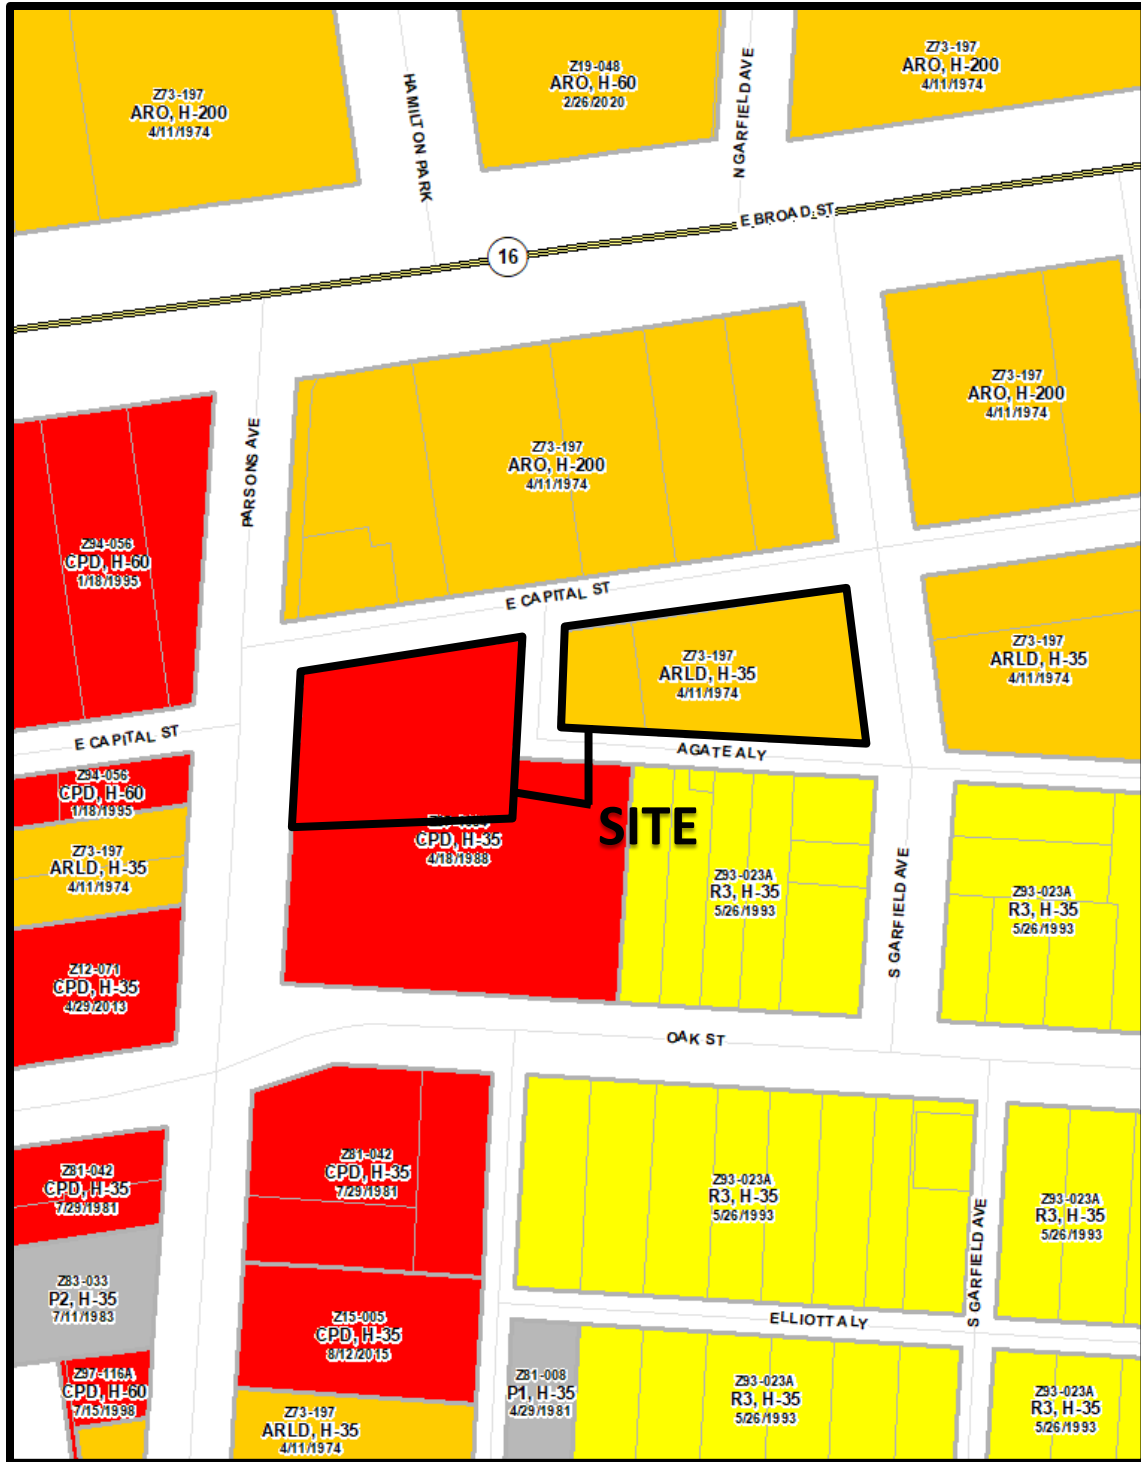 Z73-197
ARO, H-200
4/11/1974
HAMILTON PARK
Z19-048
ARO, H-60
2/26/2020
N GARFIELD AVE
Z73-197
ARO, H-200
4/11/1974
E BROAD ST
16
PARSONS AVE
Z73-197
ARO, H-200
4/11/1974
Z73-197
ARO, H-200
4/11/1974
Z94-056
CPD, H-60
1/18/1995
E CAPITAL ST
Z73-197
ARLD, H-35
4/11/1974
Z73-197
ARLD, H-35
4/11/1974
E CAPITAL ST
AGATE ALY
Z94-056
CPD, H-60
1/18/1995
SITE
CPD, H-35
4/18/1988
Z73-197
ARLD, H-35
4/11/1974
Z93-023A
R3, H-35
5/26/1993
S GARFIELD AVE
Z93-023A
R3, H-35
5/26/1993
Z12-071
CPD, H-35
4/29/2013
OAK ST
Z81-042
CPD, H-35
7/29/1981
Z81-042
CPD, H-35
7/29/1981
Z93-023A
R3, H-35
5/26/1993
S GARFIELD AVE
Z93-023A
R3, H-35
5/26/1993
Z83-033
P2, H-35
7/11/1983
Z15-005
CPD, H-35
8/12/2015
ELLIOTT ALY
Z97-116A
CPD, H-60
7/15/1998
Z73-197
ARLD, H-35
4/11/1974
Z81-008
P1, H-35
4/29/1981
Z93-023A
R3, H-35
5/26/1993
Z93-023A
R3, H-35
5/26/1993